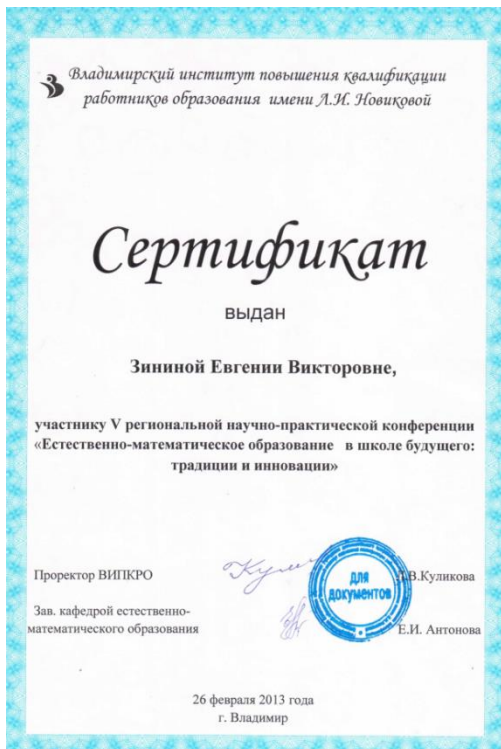 Владимирский институт повышения квалификации
работников образования имени Л.И. Новиковой
Сертификат
выдан
Зининой Евгении Викторовне,
участнику V региональной научно-практической конференции
«Естественно-математическое образование в школе будущего:
традиции и инновации»
Проректор ВИПКРО
Д.В.Куликова
для
документов
Зав. кафедрой естественно-
математического образования
Е.И. Антонова
26 февраля 2013 года
г. Владимир